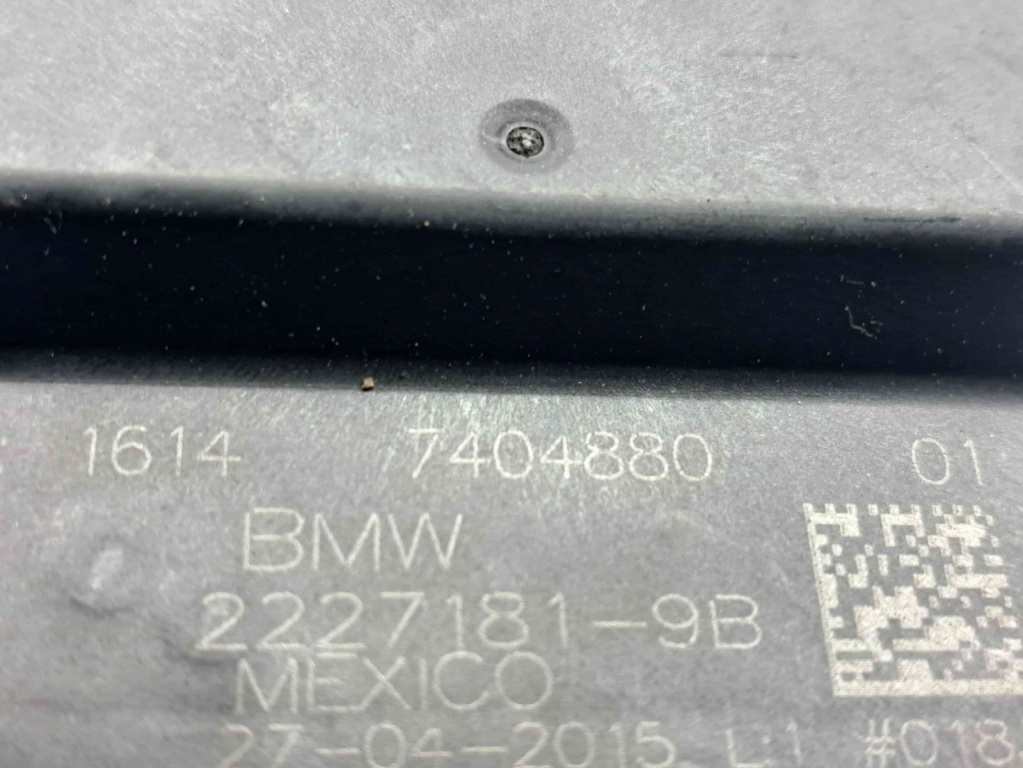 1614 7404880 01
BMW
2227181-9B
MEXICO
27-04-2015 L:1 #018